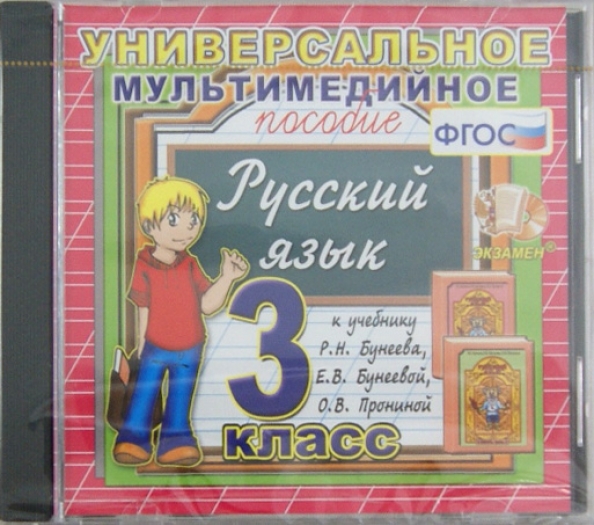 УНИВЕРСАЛЬНОЕ
МУЛЬТИМЕДИЙНОЕ
пособие
ФГОС
Русский
язык
ЭКЗАМЕН®
3
класс
к учебнику
Р.Н. Бунеева,
Е.В. Бунеевой,
О.В. Прониной